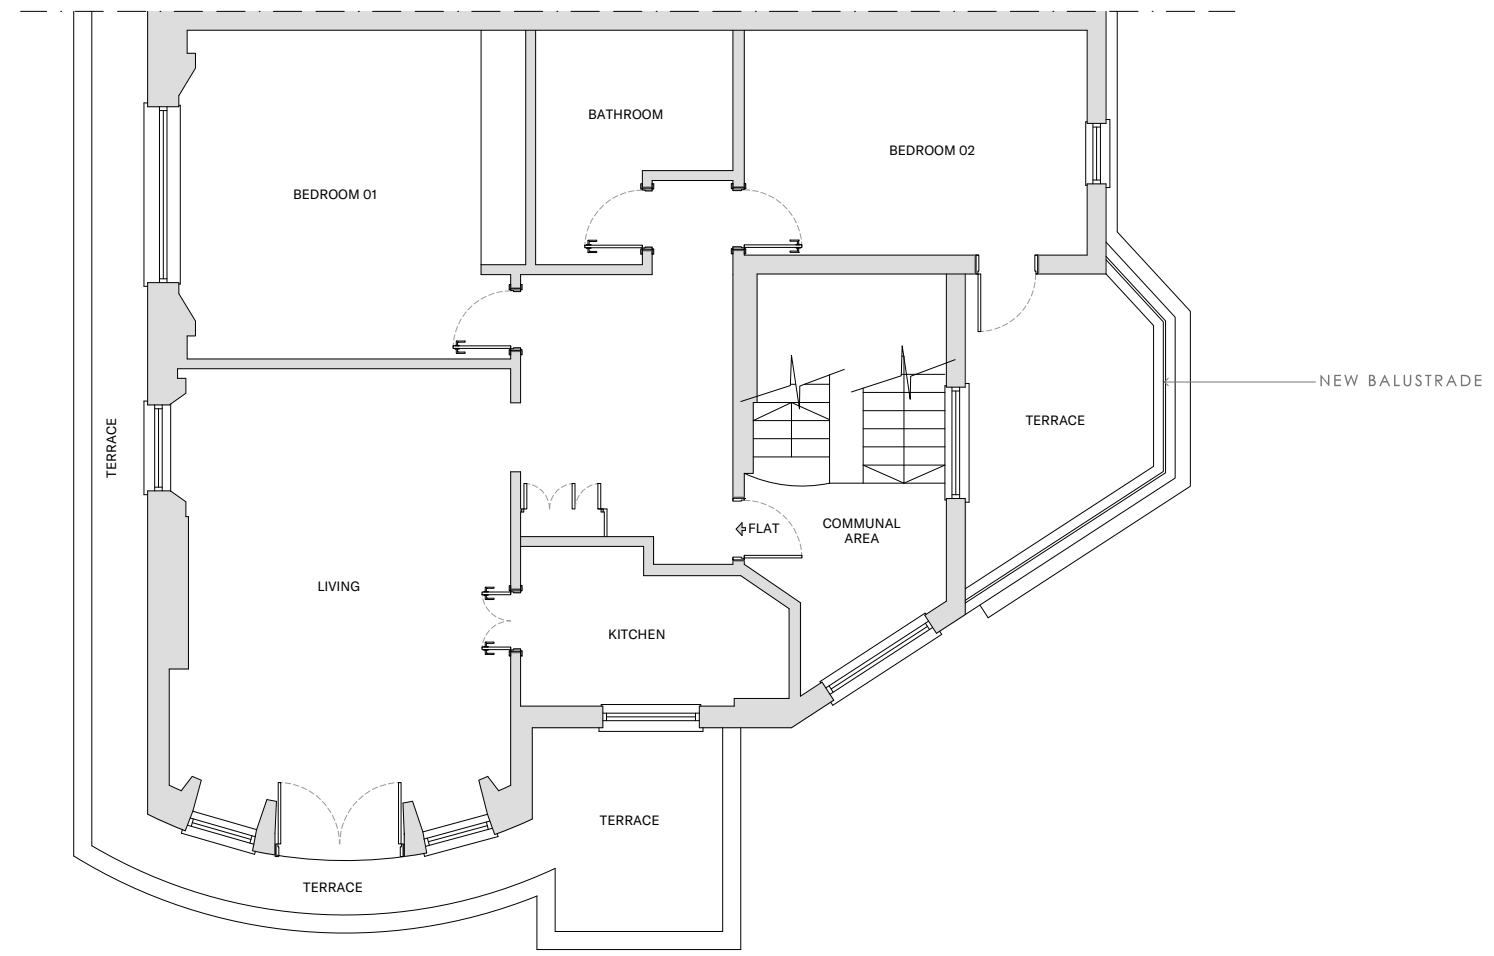 BATHROOM
BEDROOM 02
BEDROOM 01
NEW BALUSTRADE
TERRACE
TERRACE
FLAT
COMMUNAL
AREA
LIVING
KITCHEN
TERRACE
TERRACE